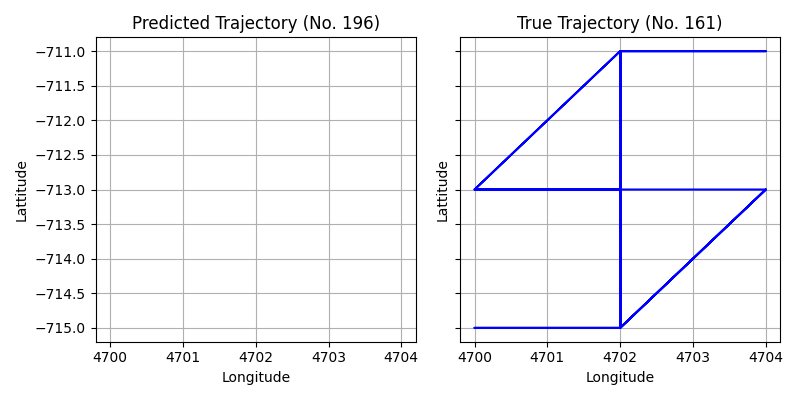 Predicted Trajectory (No. 196)
True Trajectory (No. 161)
Lattitude
−711.0
−711.5
−712.0
−712.5
−713.0
−713.5
−714.0
−714.5
−715.0
4700 4701 4702 4703 4704
Longitude
Lattitude
4700 4701 4702 4703 4704
Longitude